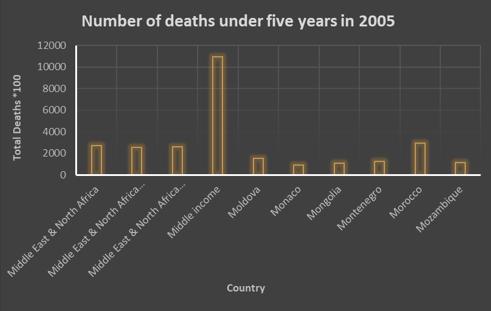 Number of deaths under five years in 2005
Total Deaths *100
12000
10000
8000
6000
4000
2000
0
Middle East & North Africa
Middle East & North Africa...
Middle East & North Africa...
Middle income
Moldova
Monaco
Mongolia
Montenegro
Morocco
Mozambique
Country